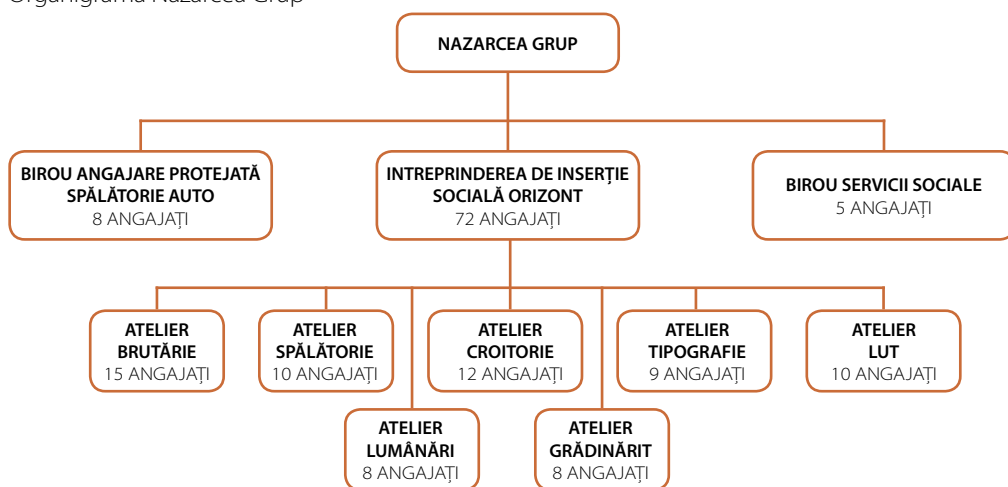 Organigrama Nazarcea Grup
NAZARCEA GRUP
BIROU ANGAJARE PROTEJATĂ
SPĂLĂTORIE AUTO
8 ANGAJAȚI
INTREPRINDEREA DE INSERȚIE
SOCIALĂ ORIZONT
72 ANGAJAȚI
BIROU SERVICII SOCIALE
5 ANGAJAȚI
ATELIER
BRUTĂRIE
15 ANGAJAȚI
ATELIER
SPĂLĂTORIE
10 ANGAJAȚI
ATELIER
CROITORIE
12 ANGAJAȚI
ATELIER
TIPOGRAFIE
9 ANGAJAȚI
ATELIER
LUT
10 ANGAJAȚI
ATELIER
LUMÂNĂRI
8 ANGAJAȚI
ATELIER
GRĂDINĂRIT
8 ANGAJAȚI